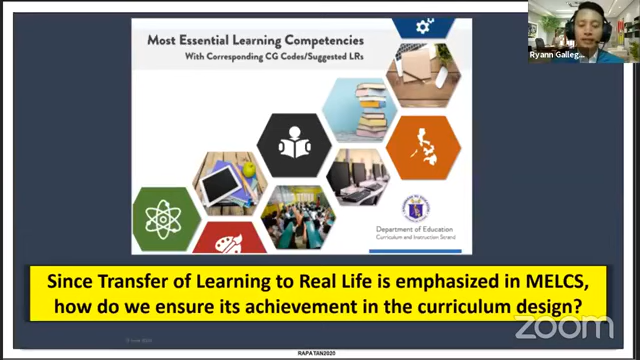 Most Essential Learning Competencies
With Corresponding CG Codes/Suggested LRs
Ryann Galleg
Department of Education
Curriculum and Instruction Strand
Since Transfer of Learning to Real Life is emphasized in MELCS,
how do we ensure its achievement in the curriculum design?
zoom
RAPATAN2020